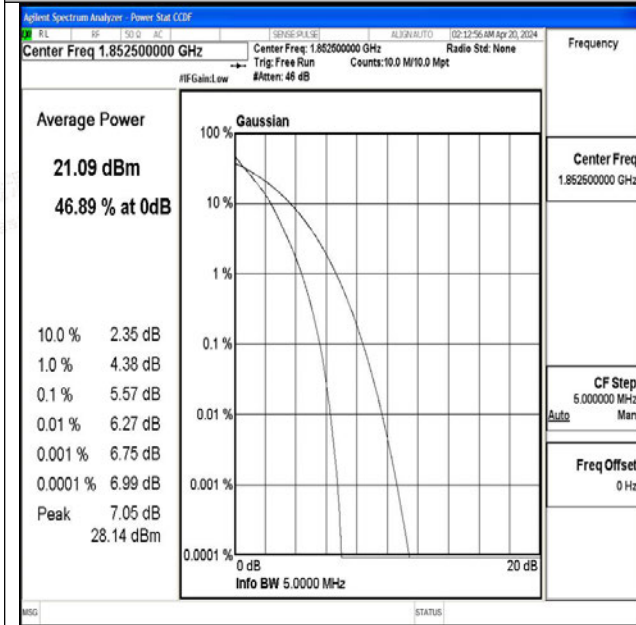 Agilent Spectrum Analyzer - Power Stat CCDF
RL RF 50 Ω AC SENSE:PULSE ALIGNAUTO 02:12:56 AM Apr 20, 2024
Center Freq 1.852500000 GHz
Center Freq: 1.852500000 GHz Radio Std: None
Trig: Free Run Counts:10.0 M/10.0 Mpt
#IFGain:Low #Atten: 46 dB
Frequency
Average Power
21.09 dBm
46.89 % at 0dB
10.0 % 2.35 dB
1.0 % 4.38 dB
0.1 % 5.57 dB
0.01 % 6.27 dB
0.001 % 6.75 dB
0.0001 % 6.99 dB
Peak 7.05 dB
28.14 dBm
Gaussian
100 %
10 %
1 %
0.1 %
0.01 %
0.001 %
0.0001 %
0 dB 20 dB
Info BW 5.0000 MHz
Center Freq
1.852500000 GHz
CF Step
5.000000 MHz
Auto Man
Freq Offset
0 Hz
MSG STATUS